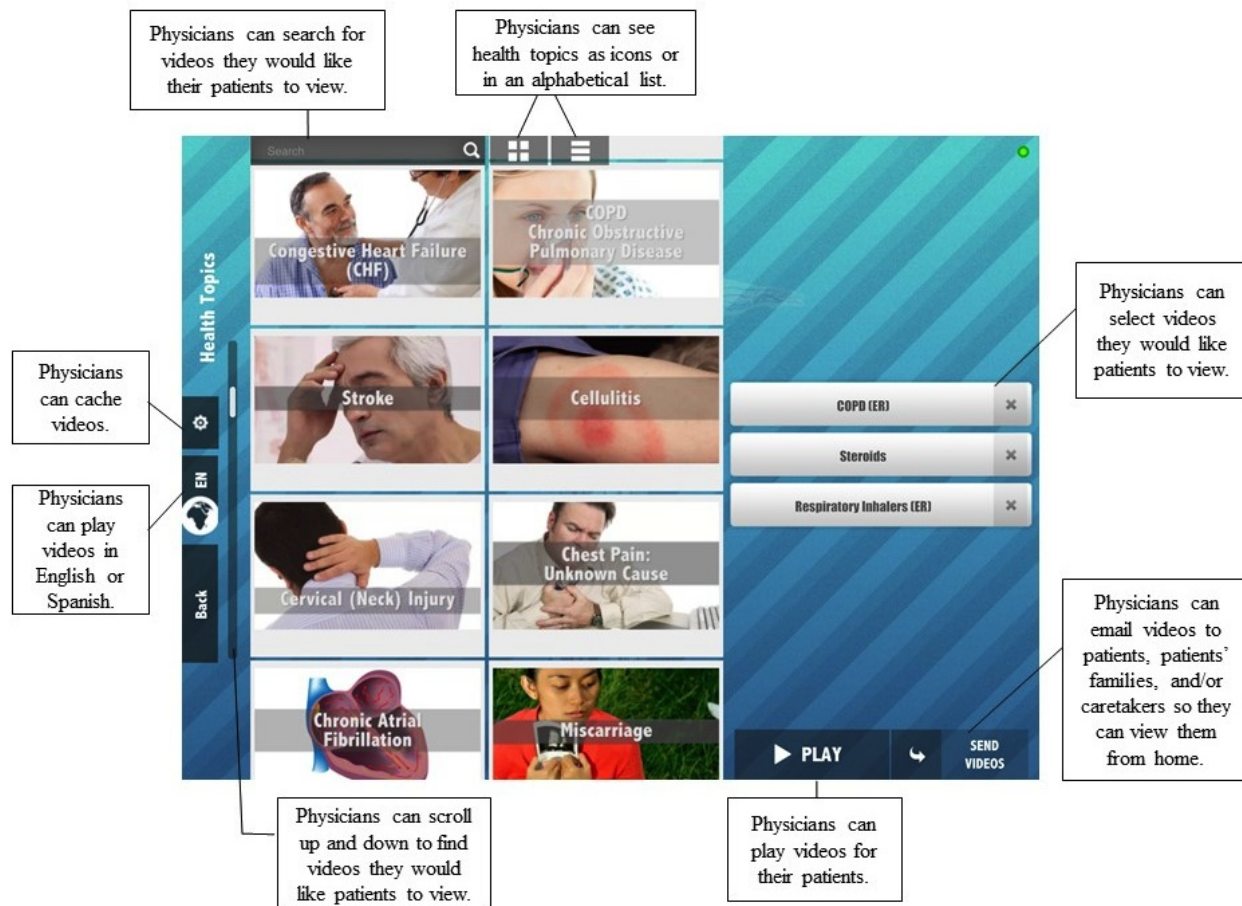 Physicians can search for
videos they would like
their patients to view.
Physicians can see
health topics as icons or
in an alphabetical list.
Search
Health Topics
Congestive Heart Failure
(CHF)
COPD
Chronic Obstructive
Pulmonary Disease
Physicians can
select videos
they would like
patients to view.
Physicians
can cache
videos.
Stroke
Cellulitis
COPD (ER)
Steroids
Respiratory Inhalers (ER)
EN
Physicians
can play
videos in
English or
Spanish.
Back
Cervical (Neck) Injury
Chest Pain:
Unknown Cause
Physicians can
email videos to
patients, patients’
families, and/or
caretakers so they
can view them
from home.
Chronic Atrial
Fibrillation
Miscarriage
PLAY
SEND
VIDEOS
Physicians can scroll
up and down to find
videos they would
like patients to view.
Physicians can
play videos for
their patients.